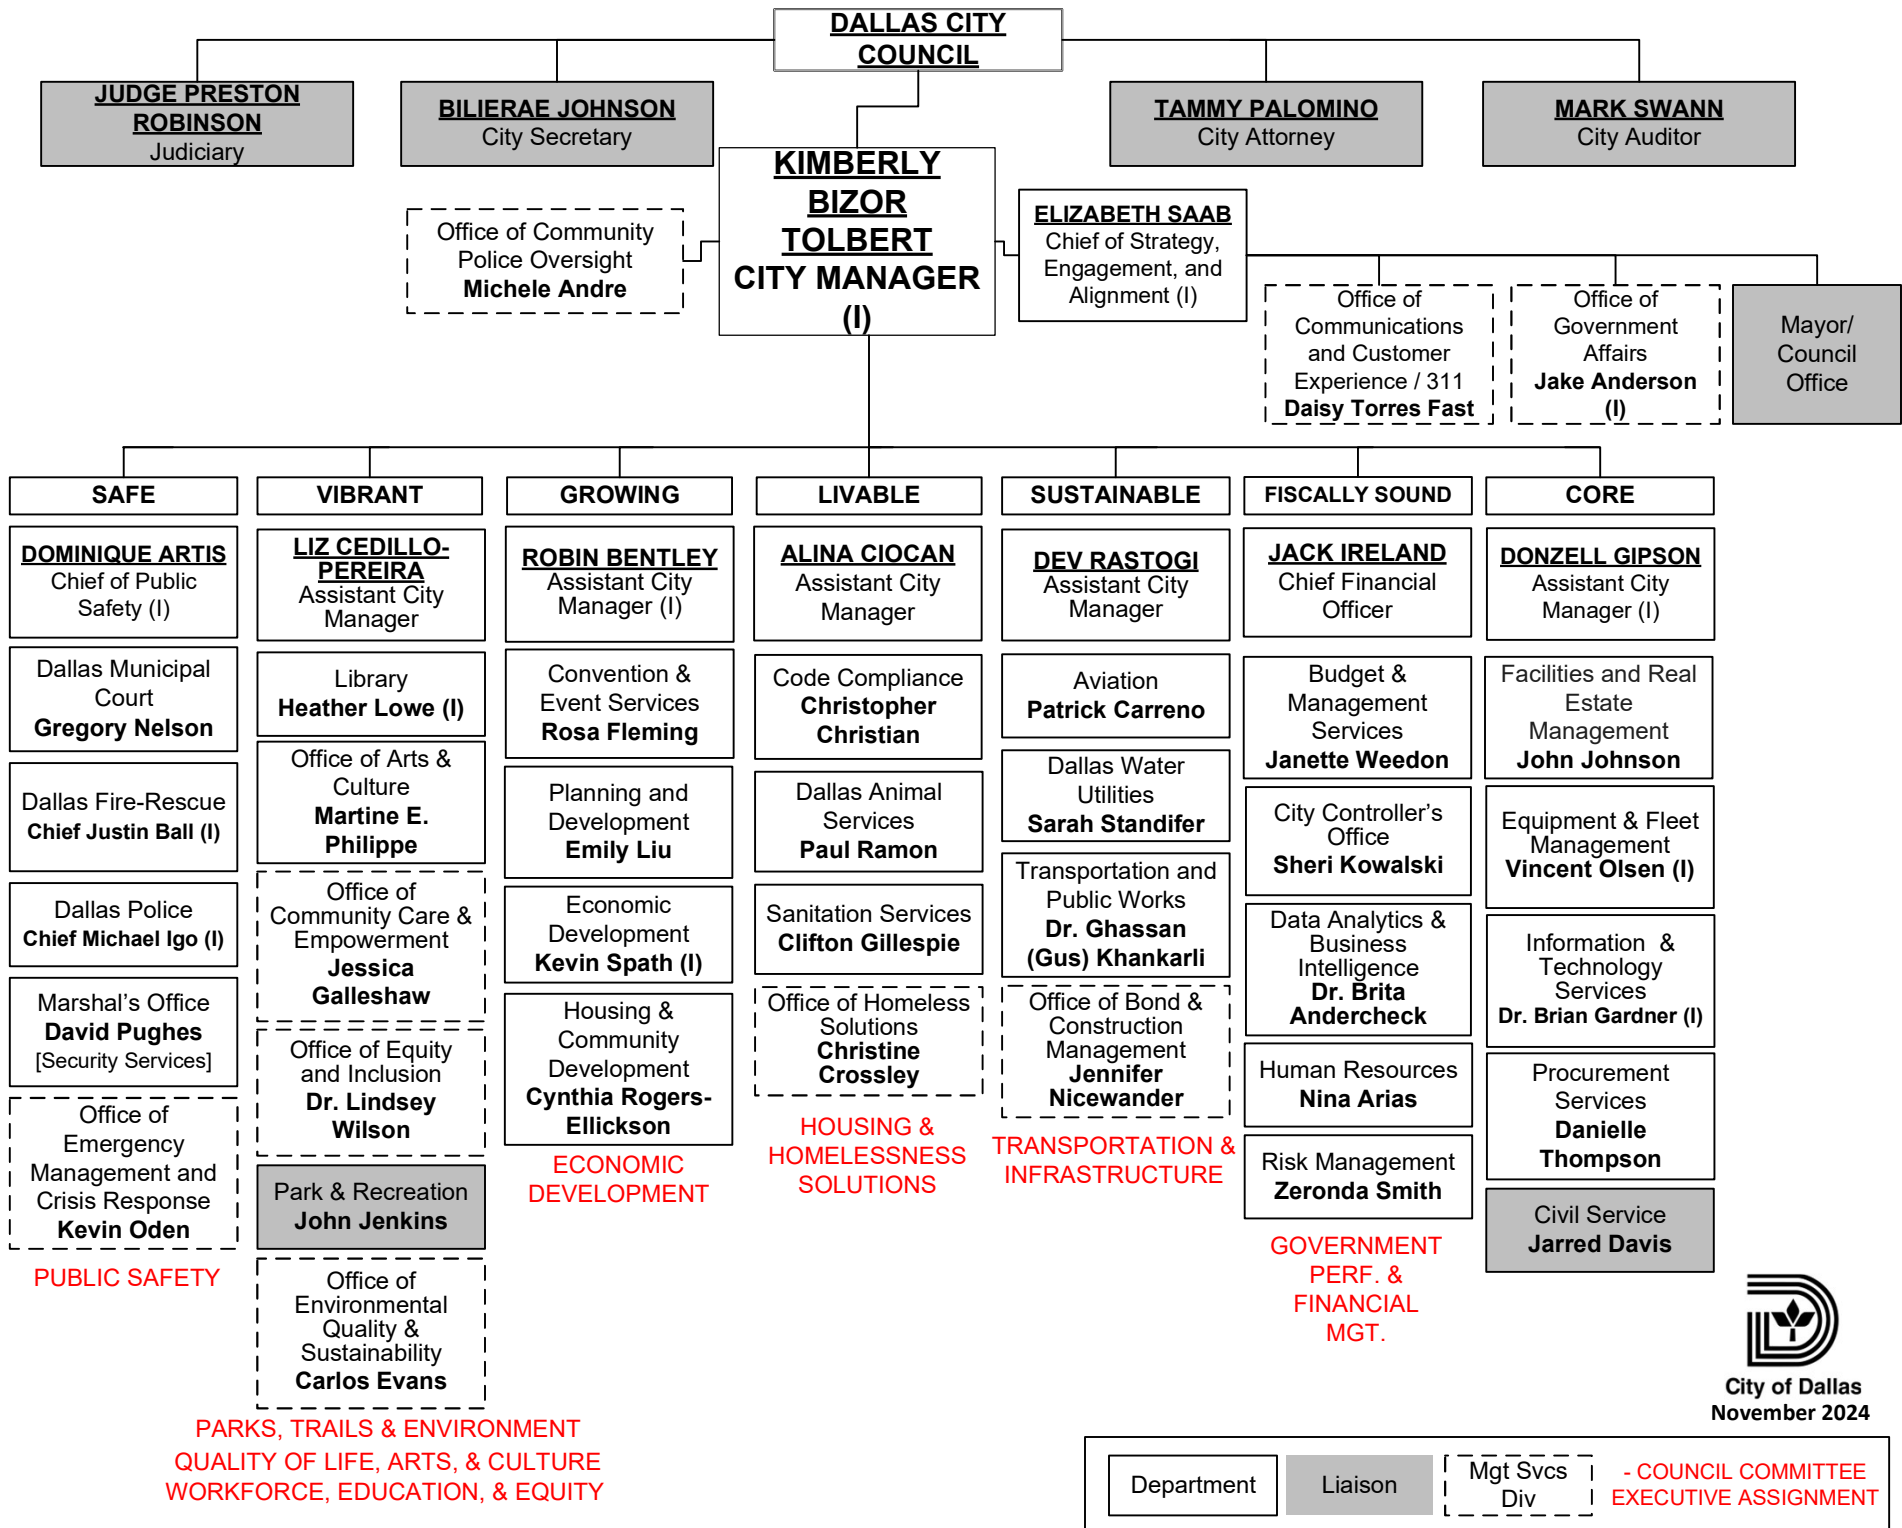 DALLAS CITY
COUNCIL
JUDGE PRESTON
ROBINSON
Judiciary
BILIERAE JOHNSON
City Secretary
TAMMY PALOMINO
City Attorney
MARK SWANN
City Auditor
KIMBERLY
BIZOR
TOLBERT
CITY MANAGER
(I)
Office of Community
Police Oversight
Michele Andre
ELIZABETH SAAB
Chief of Strategy,
Engagement, and
Alignment (I)
Office of
Communications
and Customer
Experience / 311
Daisy Torres Fast
Office of
Government
Affairs
Jake Anderson
(I)
Mayor/
Council
Office
SAFE
DOMINIQUE ARTIS
Chief of Public
Safety (I)
Dallas Municipal
Court
Gregory Nelson
Dallas Fire-Rescue
Chief Justin Ball (I)
Dallas Police
Chief Michael Igo (I)
Marshal's Office
David Pughes
[Security Services]
Office of
Emergency
Management and
Crisis Response
Kevin Oden
PUBLIC SAFETY
VIBRANT
LIZ CEDILLO-
PEREIRA
Assistant City
Manager
Library
Heather Lowe (I)
Office of Arts &
Culture
Martine E.
Philippe
Office of
Community Care &
Empowerment
Jessica
Galleshaw
Office of Equity
and Inclusion
Dr. Lindsey
Wilson
Park & Recreation
John Jenkins
Office of
Environmental
Quality &
Sustainability
Carlos Evans
PARKS, TRAILS & ENVIRONMENT
QUALITY OF LIFE, ARTS, & CULTURE
WORKFORCE, EDUCATION, & EQUITY
GROWING
ROBIN BENTLEY
Assistant City
Manager (I)
Convention &
Event Services
Rosa Fleming
Planning and
Development
Emily Liu
Economic
Development
Kevin Spath (I)
Housing &
Community
Development
Cynthia Rogers-
Ellickson
ECONOMIC
DEVELOPMENT
LIVABLE
ALINA CIOCAN
Assistant City
Manager
Code Compliance
Christopher
Christian
Dallas Animal
Services
Paul Ramon
Sanitation Services
Clifton Gillespie
Office of Homeless
Solutions
Christine
Crossley
HOUSING &
HOMELESSNESS
SOLUTIONS
SUSTAINABLE
DEV RASTOGI
Assistant City
Manager
Aviation
Patrick Carreno
Dallas Water
Utilities
Sarah Standifer
Transportation and
Public Works
Dr. Ghassan
(Gus) Khankarli
Office of Bond &
Construction
Management
Jennifer
Nicewander
TRANSPORTATION &
INFRASTRUCTURE
FISCALLY SOUND
JACK IRELAND
Chief Financial
Officer
Budget &
Management
Services
Janette Weedon
City Controller's
Office
Sheri Kowalski
Data Analytics &
Business
Intelligence
Dr. Brita
Andercheck
Human Resources
Nina Arias
Risk Management
Zeronda Smith
GOVERNMENT
PERF. &
FINANCIAL
MGT.
CORE
DONZELL GIPSON
Assistant City
Manager (I)
Facilities and Real
Estate
Management
John Johnson
Equipment & Fleet
Management
Vincent Olsen (I)
Information &
Technology
Services
Dr. Brian Gardner (I)
Procurement
Services
Danielle
Thompson
Civil Service
Jarred Davis
City of Dallas
November 2024
Department
Liaison
Mgt Svcs
Div
- COUNCIL COMMITTEE
EXECUTIVE ASSIGNMENT